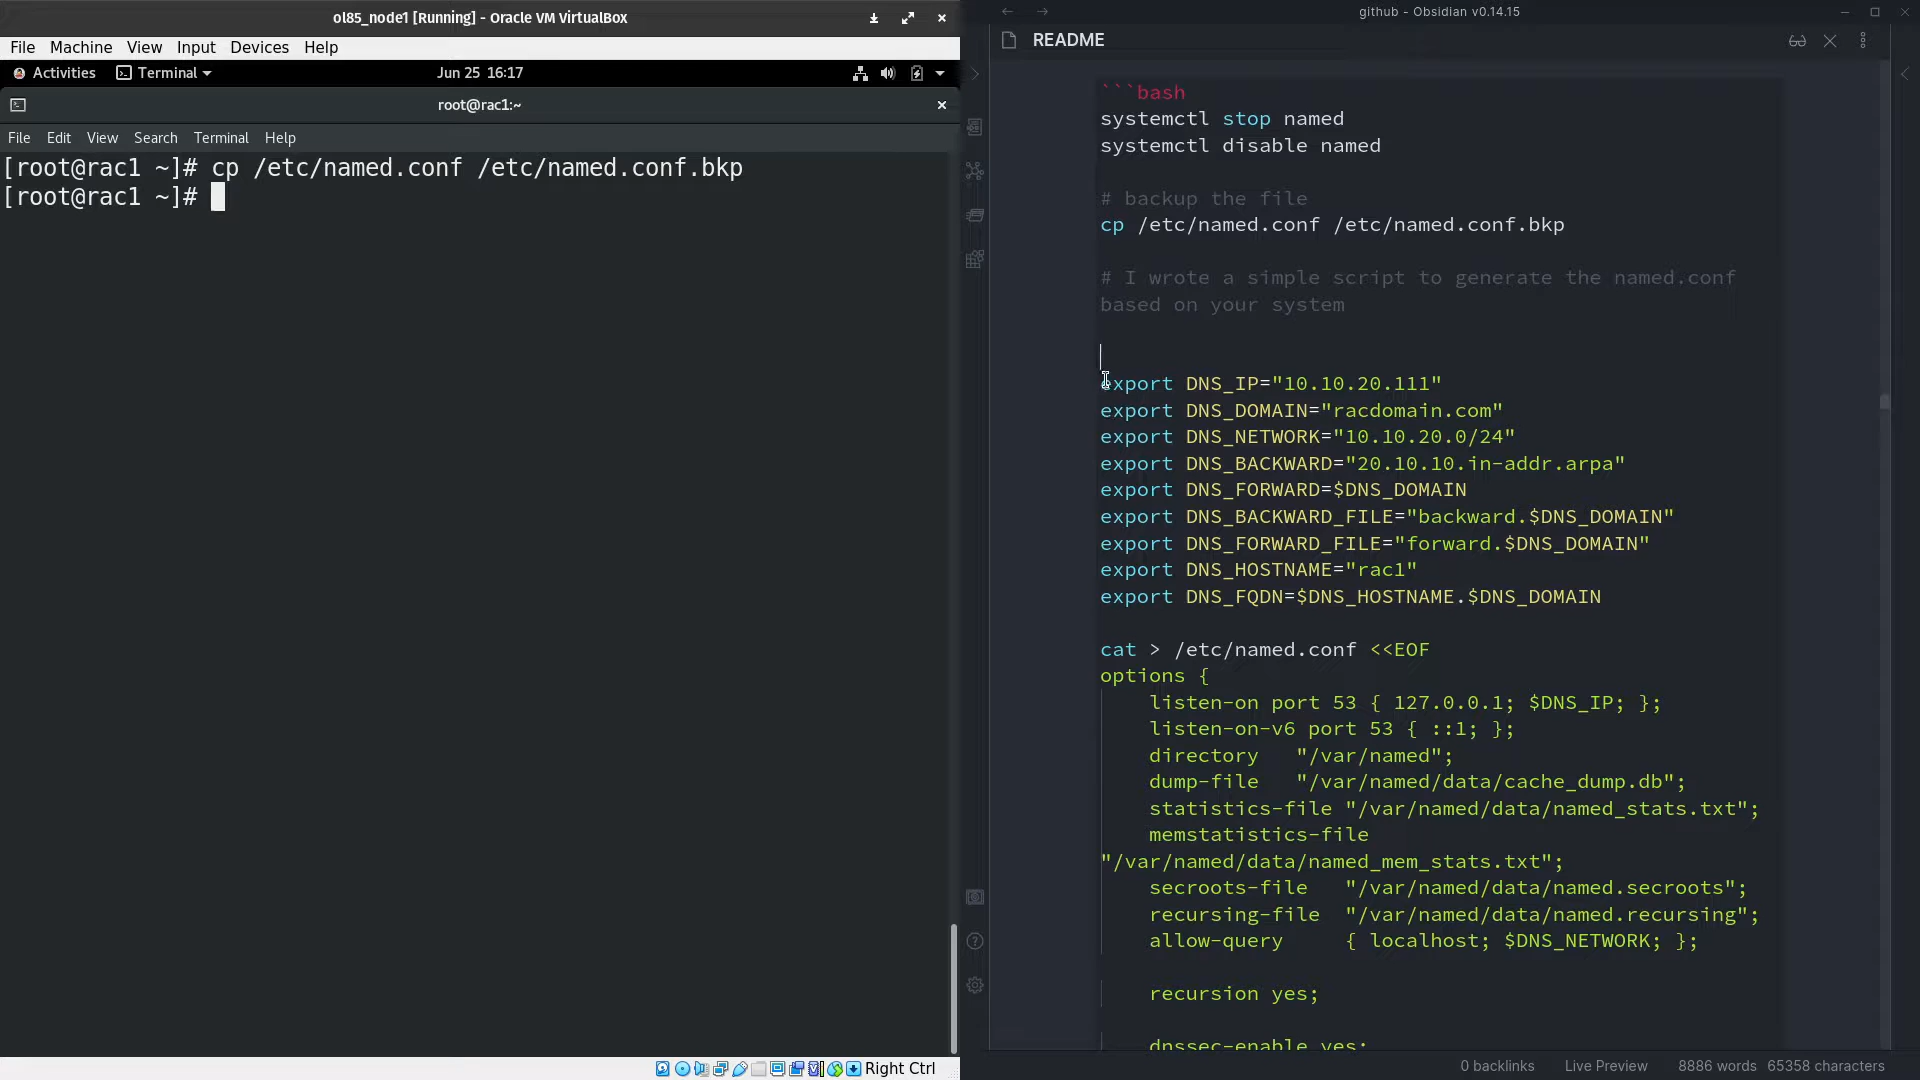 ol85_node1 [Running] - Oracle VM VirtualBox
File Machine View Input Devices Help
Activities Terminal Jun 25 16:17
root@rac1:~
File Edit View Search Terminal Help
[root@rac1 ~]# cp /etc/named.conf /etc/named.conf.bkp
[root@rac1 ~]#
Right Ctrl
github - Obsidian v0.14.15
README
```bash
systemctl stop named
systemctl disable named
# backup the file
cp /etc/named.conf /etc/named.conf.bkp
# I wrote a simple script to generate the named.conf
based on your system
export DNS_IP="10.10.20.111"
export DNS_DOMAIN="racdomain.com"
export DNS_NETWORK="10.10.20.0/24"
export DNS_BACKWARD="20.10.10.in-addr.arpa"
export DNS_FORWARD=$DNS_DOMAIN
export DNS_BACKWARD_FILE="backward.$DNS_DOMAIN"
export DNS_FORWARD_FILE="forward.$DNS_DOMAIN"
export DNS_HOSTNAME="rac1"
export DNS_FQDN=$DNS_HOSTNAME.$DNS_DOMAIN
cat > /etc/named.conf <<EOF
options {
listen-on port 53 { 127.0.0.1; $DNS_IP; };
listen-on-v6 port 53 { ::1; };
directory "/var/named";
dump-file "/var/named/data/cache_dump.db";
statistics-file "/var/named/data/named_stats.txt";
memstatistics-file
"/var/named/data/named_mem_stats.txt";
secroots-file "/var/named/data/named.secroots";
recursing-file "/var/named/data/named.recursing";
allow-query { localhost; $DNS_NETWORK; };
recursion yes;
dnssec-enable yes;
0 backlinks Live Preview 8886 words 65358 characters